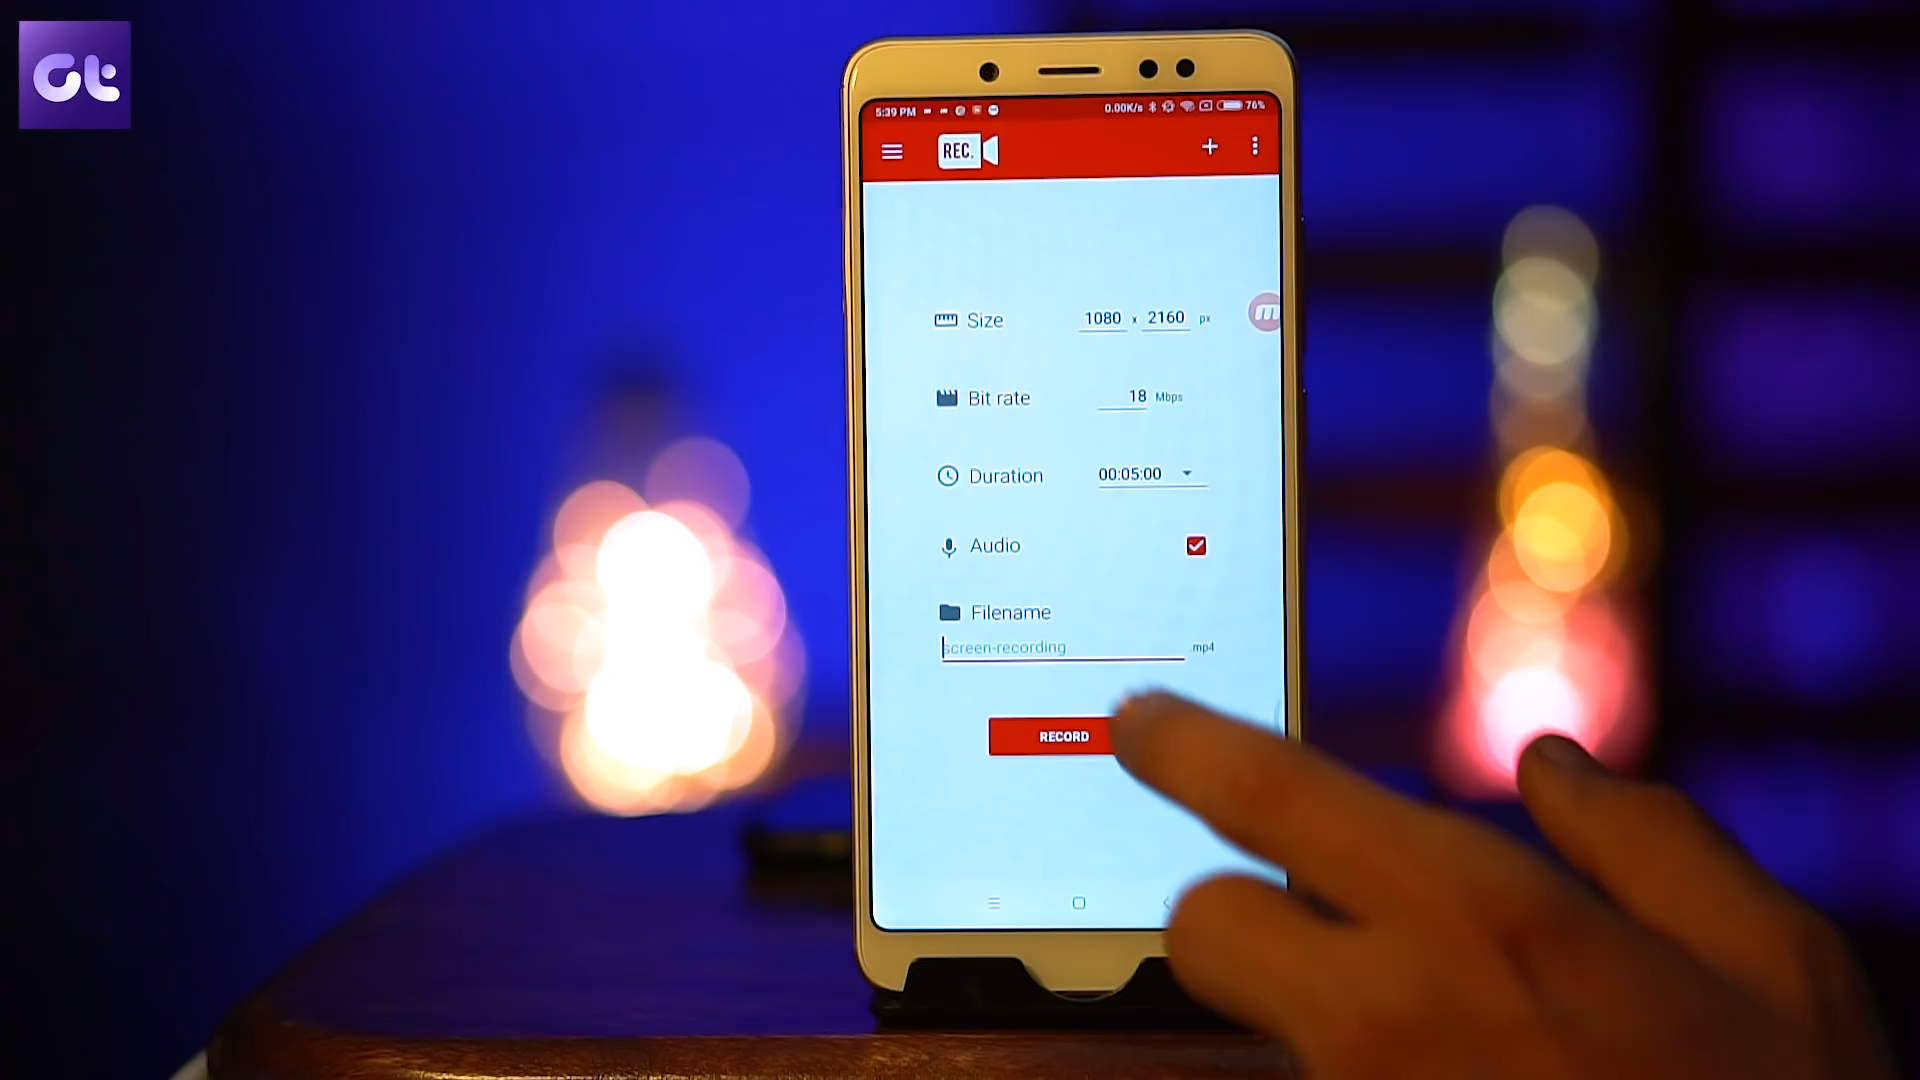 Gt
5:39 PM 0.00K/s 76%
REC.
Size 1080 x 2160 px
Bit rate 18 Mbps
Duration 00:05:00
Audio
Filename
screen-recording .mp4
RECORD